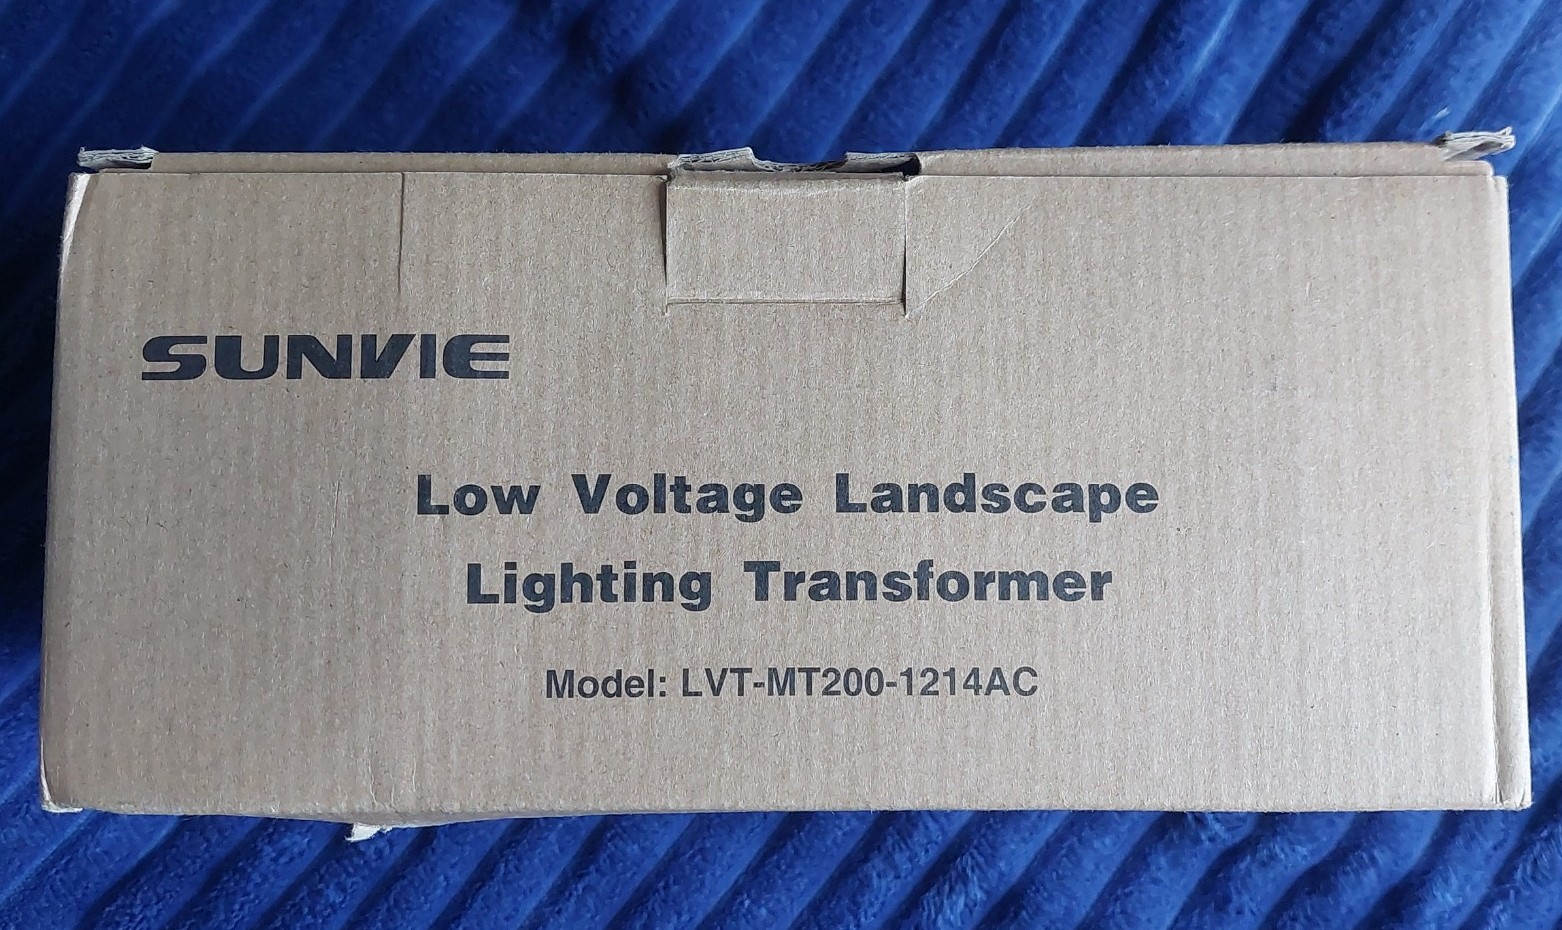 SUNVIE
Low Voltage Landscape
Lighting Transformer
Model: LVT-MT200-1214AC